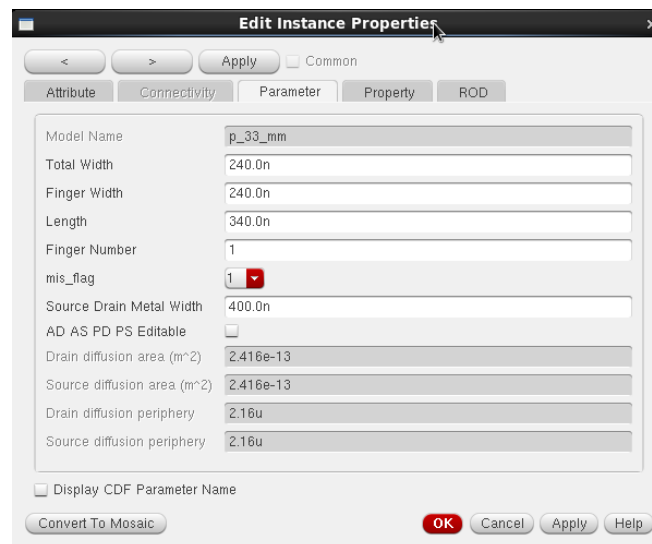 Edit Instance Properties
< > Apply Common
Attribute Connectivity Parameter Property ROD
Model Name p_33_mm
Total Width 240.0n
Finger Width 240.0n
Length 340.0n
Finger Number 1
mis_flag 1
Source Drain Metal Width 400.0n
AD AS PD PS Editable
Drain diffusion area (m^2) 2.416e-13
Source diffusion area (m^2) 2.416e-13
Drain diffusion periphery 2.16u
Source diffusion periphery 2.16u
Display CDF Parameter Name
Convert To Mosaic OK Cancel Apply Help